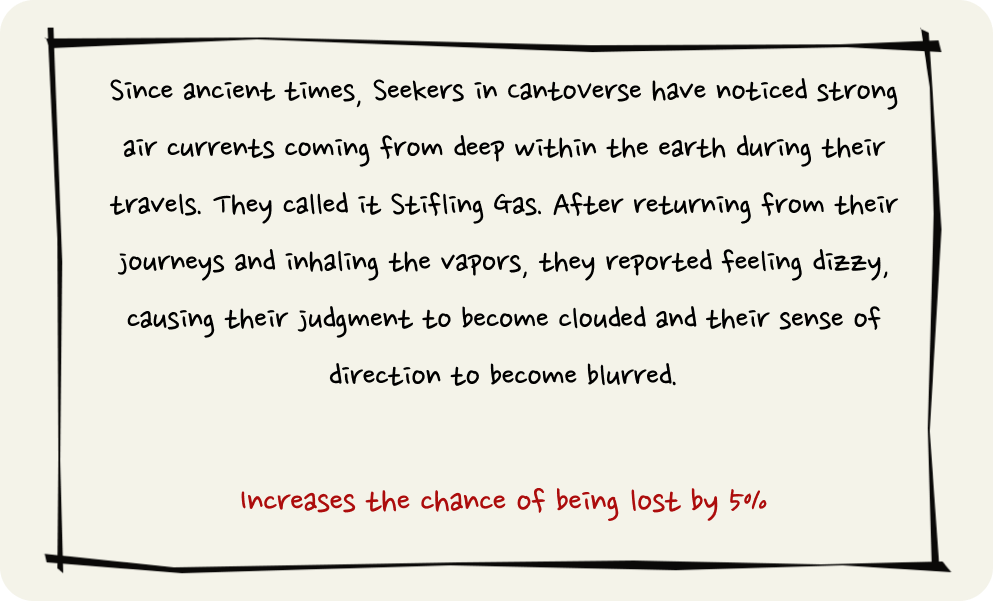 Since ancient times, Seekers in cantoverse have noticed strong
air currents coming from deep within the earth during their
travels. They called it Stifling Gas. After returning from their
journeys and inhaling the vapors, they reported feeling dizzy,
causing their judgment to become clouded and their sense of
direction to become blurred.
Increases the chance of being lost by 5%